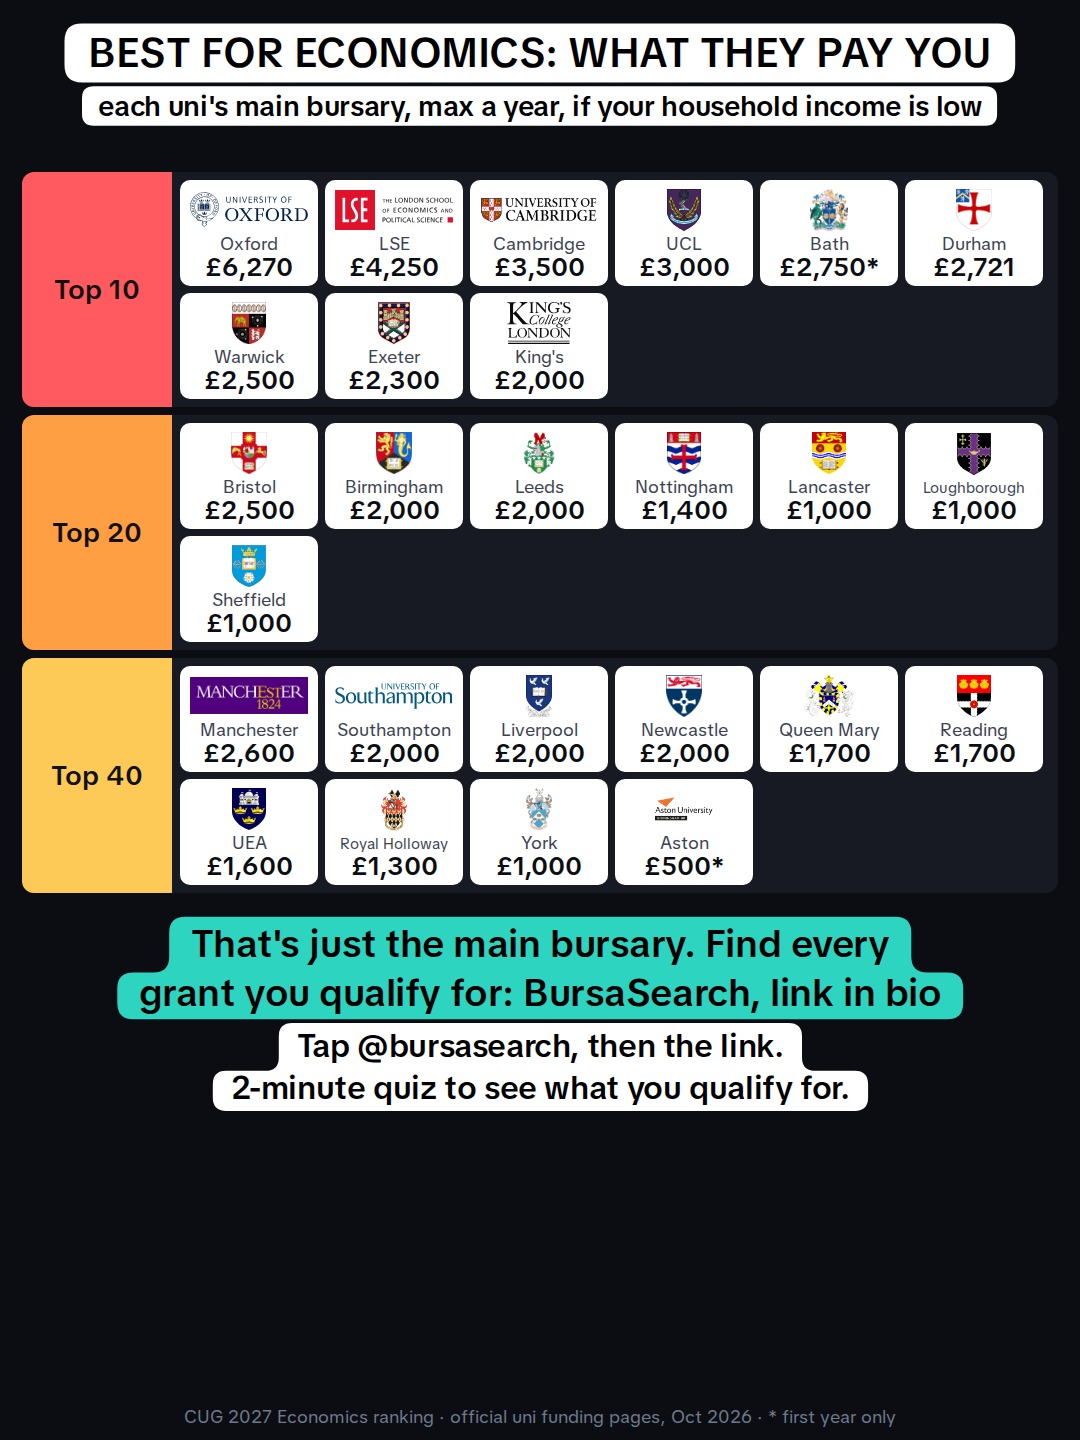 BEST FOR ECONOMICS: WHAT THEY PAY YOU
each uni's main bursary, max a year, if your household income is low
Top 10
UNIVERSITY OF
OXFORD
Oxford
£6,270
LSE
THE LONDON SCHOOL
OF ECONOMICS AND
POLITICAL SCIENCE
LSE
£4,250
UNIVERSITY OF
CAMBRIDGE
Cambridge
£3,500
UCL
£3,000
Bath
£2,750*
Durham
£2,721
Warwick
£2,500
Exeter
£2,300
KING'S
College
LONDON
King's
£2,000
Top 20
Bristol
£2,500
Birmingham
£2,000
Leeds
£2,000
Nottingham
£1,400
Lancaster
£1,000
Loughborough
£1,000
Sheffield
£1,000
Top 40
MANCHESTER
1824
Manchester
£2,600
UNIVERSITY OF
Southampton
Southampton
£2,000
Liverpool
£2,000
Newcastle
£2,000
Queen Mary
£1,700
Reading
£1,700
UEA
£1,600
Royal Holloway
£1,300
York
£1,000
Aston University
Aston
£500*
That's just the main bursary. Find every
grant you qualify for: BursaSearch, link in bio
Tap @bursasearch, then the link.
2-minute quiz to see what you qualify for.
CUG 2027 Economics ranking · official uni funding pages, Oct 2026 · * first year only